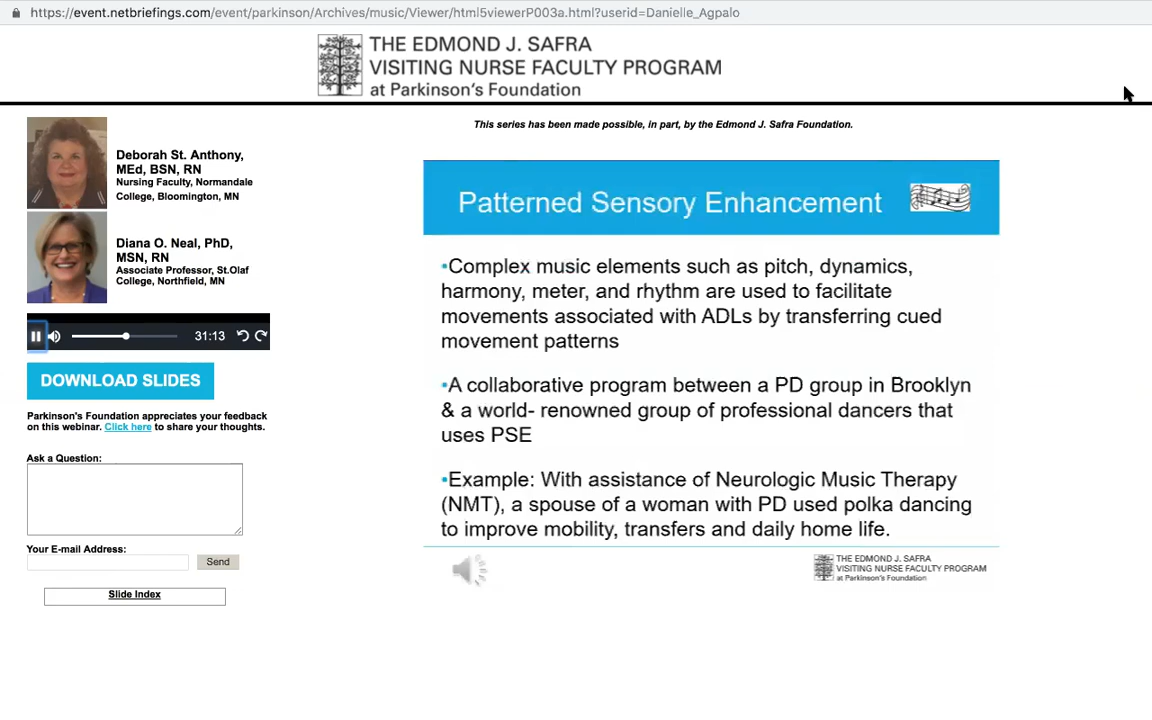 https://event.netbriefings.com/event/parkinson/Archives/music/Viewer/html5viewerP003a.html?userid=Danielle_Agpalo
THE EDMOND J. SAFRA
VISITING NURSE FACULTY PROGRAM
at Parkinson's Foundation
This series has been made possible, in part, by the Edmond J. Safra Foundation.
Deborah St. Anthony,
MEd, BSN, RN
Nursing Faculty, Normandale
College, Bloomington, MN
Diana O. Neal, PhD,
MSN, RN
Associate Professor, St.Olaf
College, Northfield, MN
31:13
DOWNLOAD SLIDES
Parkinson's Foundation appreciates your feedback
on this webinar. Click here to share your thoughts.
Ask a Question:
Your E-mail Address:
Send
Slide Index
Patterned Sensory Enhancement
•Complex music elements such as pitch, dynamics,
harmony, meter, and rhythm are used to facilitate
movements associated with ADLs by transferring cued
movement patterns
•A collaborative program between a PD group in Brooklyn
& a world- renowned group of professional dancers that
uses PSE
•Example: With assistance of Neurologic Music Therapy
(NMT), a spouse of a woman with PD used polka dancing
to improve mobility, transfers and daily home life.
THE EDMOND J. SAFRA
VISITING NURSE FACULTY PROGRAM
at Parkinson's Foundation